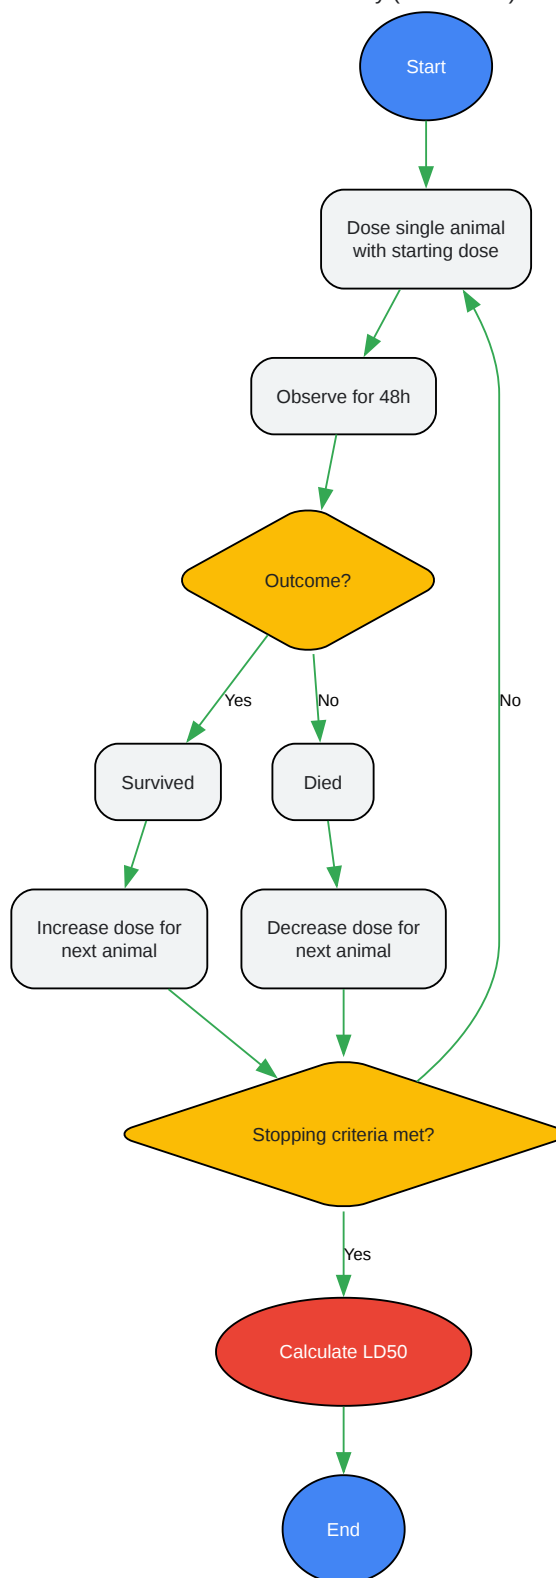 Start
Dose single animal
with starting dose
Observe for 48h
Outcome?
Yes
No
No
Survived
Died
Increase dose for
next animal
Decrease dose for
next animal
Stopping criteria met?
Yes
Calculate LD50
End